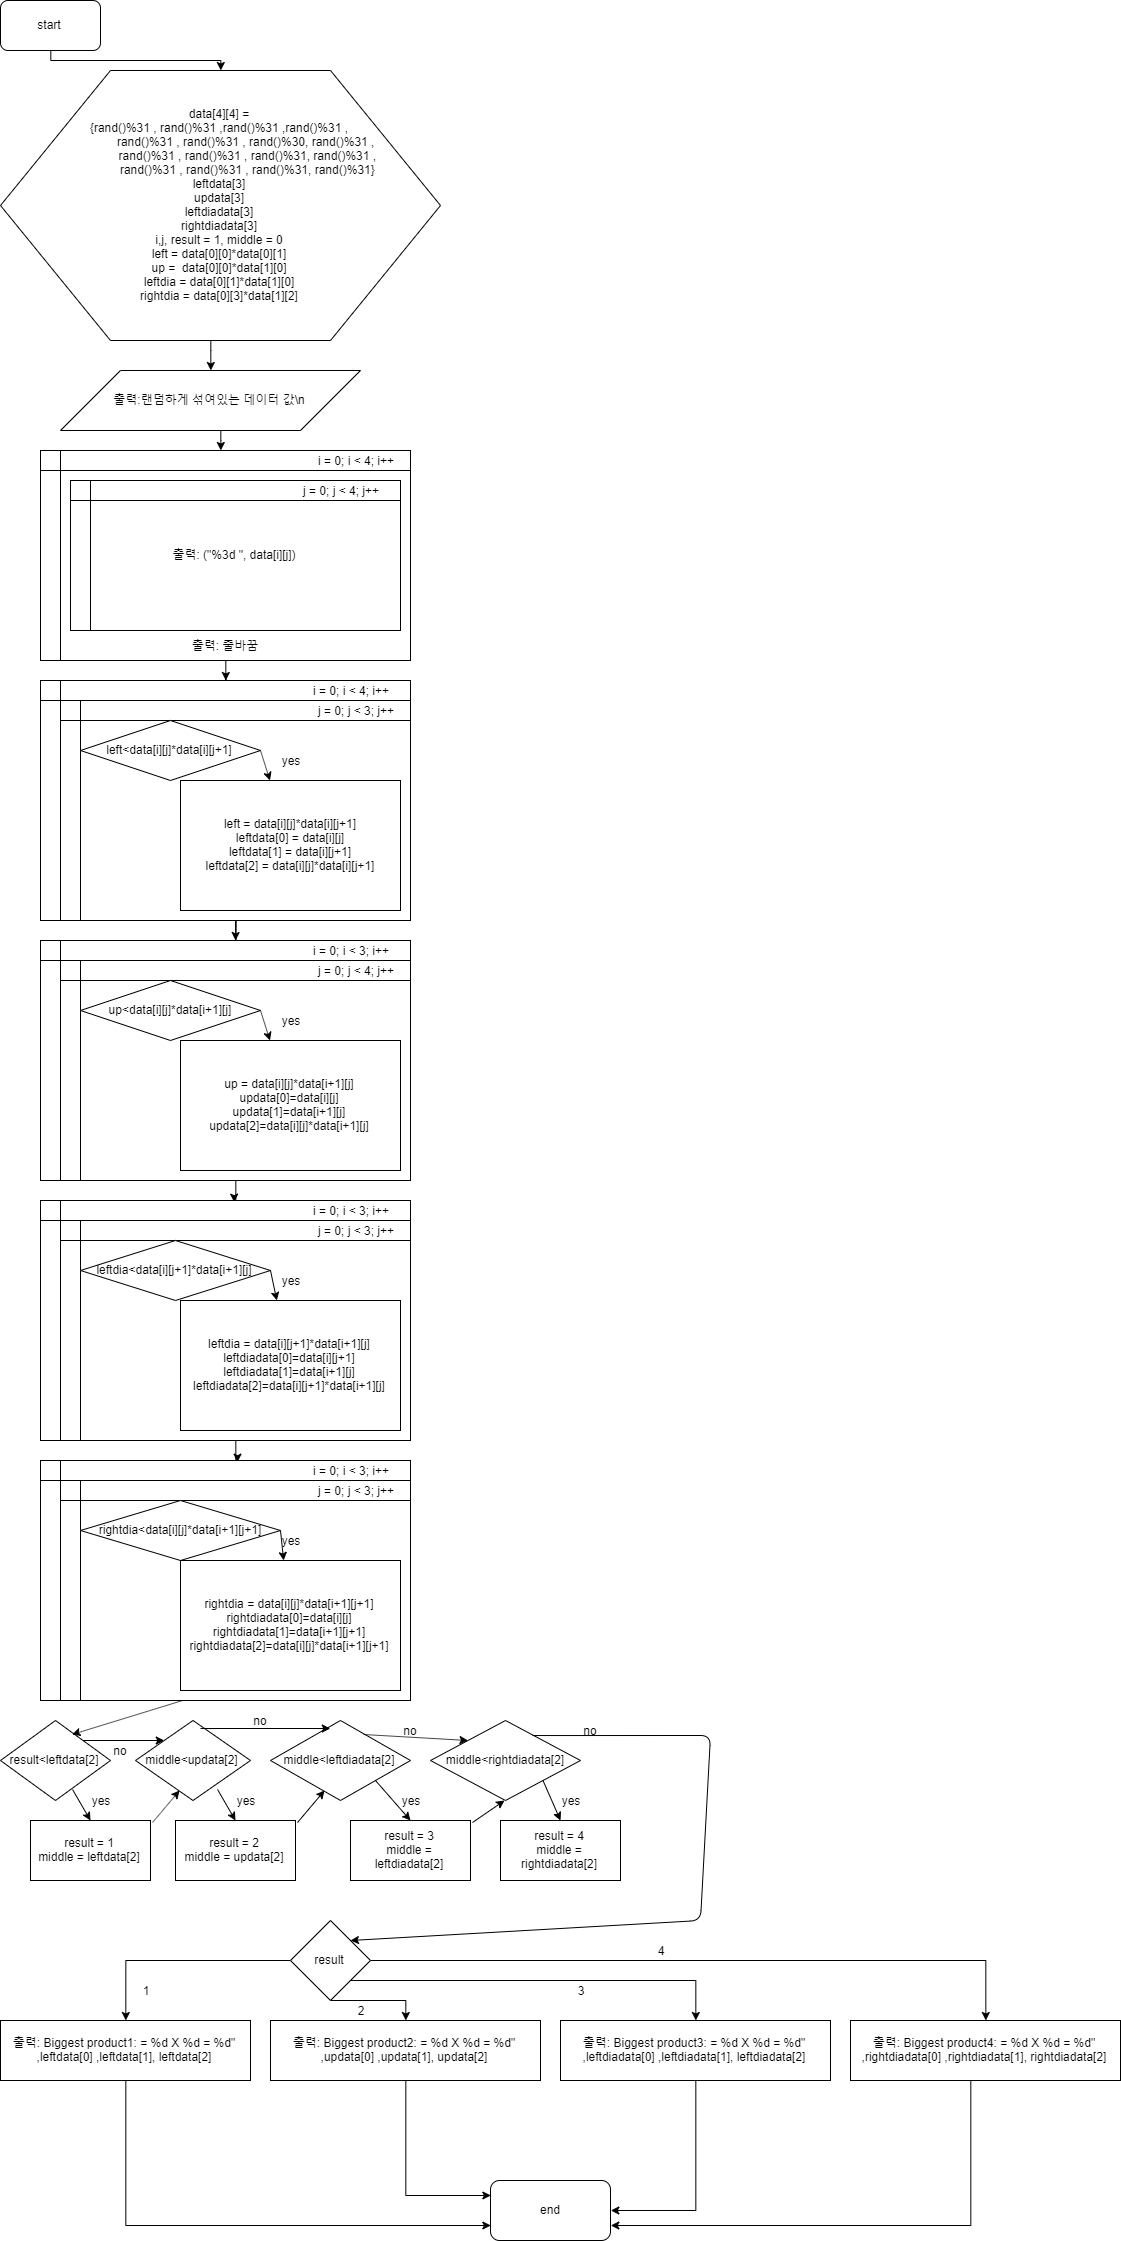 start
data[4][4] =
{rand()%31 , rand()%31 ,rand()%31 ,rand()%31 ,
rand()%31 , rand()%31 , rand()%30, rand()%31 ,
rand()%31 , rand()%31 , rand()%31, rand()%31 ,
rand()%31 , rand()%31 , rand()%31, rand()%31}
leftdata[3]
updata[3]
leftdiadata[3]
rightdiadata[3]
i,j, result = 1, middle = 0
left = data[0][0]*data[0][1]
up =  data[0][0]*data[1][0]
leftdia = data[0][1]*data[1][0]
rightdia = data[0][3]*data[1][2]
출력:랜덤하게 섞여있는 데이터 값\n
i = 0; i < 4; i++
j = 0; j < 4; j++
출력: ("%3d ", data[i][j])
출력: 줄바꿈
i = 0; i < 4; i++
j = 0; j < 3; j++
left<data[i][j]*data[i][j+1]
yes
left = data[i][j]*data[i][j+1]
leftdata[0] = data[i][j]
leftdata[1] = data[i][j+1]
leftdata[2] = data[i][j]*data[i][j+1]
i = 0; i < 3; i++
j = 0; j < 4; j++
up<data[i][j]*data[i+1][j]
yes
up = data[i][j]*data[i+1][j]
updata[0]=data[i][j]
updata[1]=data[i+1][j]
updata[2]=data[i][j]*data[i+1][j]
i = 0; i < 3; i++
j = 0; j < 3; j++
leftdia<data[i][j+1]*data[i+1][j]
yes
leftdia = data[i][j+1]*data[i+1][j]
leftdiadata[0]=data[i][j+1]
leftdiadata[1]=data[i+1][j]
leftdiadata[2]=data[i][j+1]*data[i+1][j]
i = 0; i < 3; i++
j = 0; j < 3; j++
rightdia<data[i][j]*data[i+1][j+1]
yes
rightdia = data[i][j]*data[i+1][j+1]
rightdiadata[0]=data[i][j]
rightdiadata[1]=data[i+1][j+1]
rightdiadata[2]=data[i][j]*data[i+1][j+1]
result<leftdata[2]
no
yes
result = 1
middle = leftdata[2]
middle<updata[2]
no
yes
result = 2
middle = updata[2]
middle<leftdiadata[2]
no
yes
result = 3
middle =
leftdiadata[2]
middle<rightdiadata[2]
no
yes
result = 4
middle =
rightdiadata[2]
result
1
2
3
4
출력: Biggest product1: = %d X %d = %d"
,leftdata[0] ,leftdata[1], leftdata[2]
출력: Biggest product2: = %d X %d = %d"
,updata[0] ,updata[1], updata[2]
출력: Biggest product3: = %d X %d = %d"
,leftdiadata[0] ,leftdiadata[1], leftdiadata[2]
출력: Biggest product4: = %d X %d = %d"
,rightdiadata[0] ,rightdiadata[1], rightdiadata[2]
end